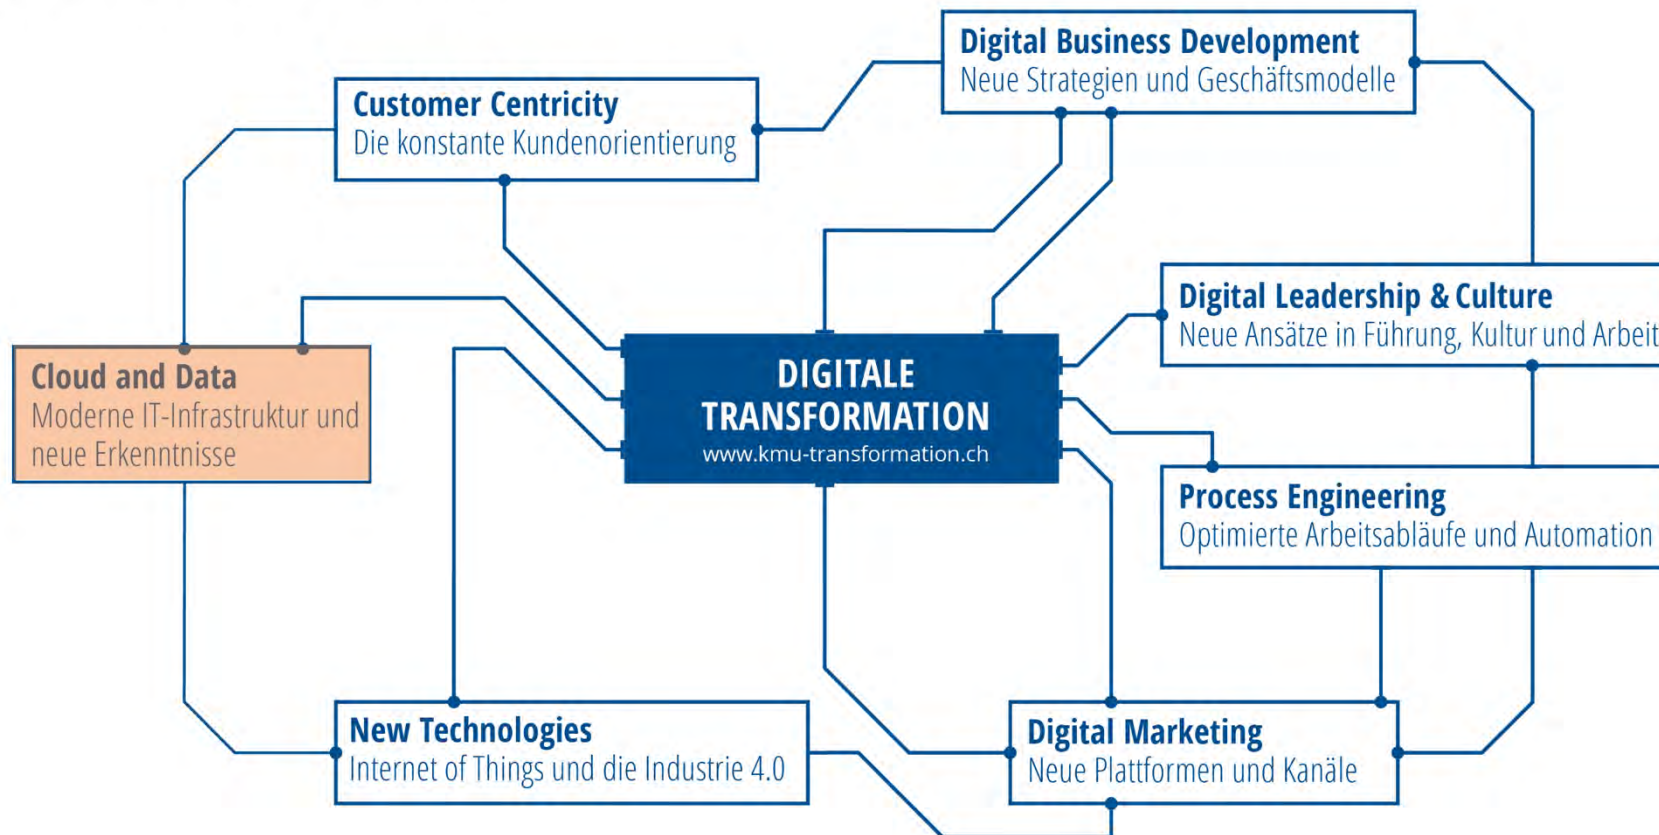 Digital Business Development
Neue Strategien und Geschäftsmodelle
Customer Centricity
Die konstante Kundenorientierung
Digital Leadership & Culture
Neue Ansätze in Führung, Kultur und Arbeit
Cloud and Data
Moderne IT-Infrastruktur und
neue Erkenntnisse
DIGITALE
TRANSFORMATION
www.kmu-transformation.ch
Process Engineering
Optimierte Arbeitsabläufe und Automation
New Technologies
Internet of Things und die Industrie 4.0
Digital Marketing
Neue Plattformen und Kanäle